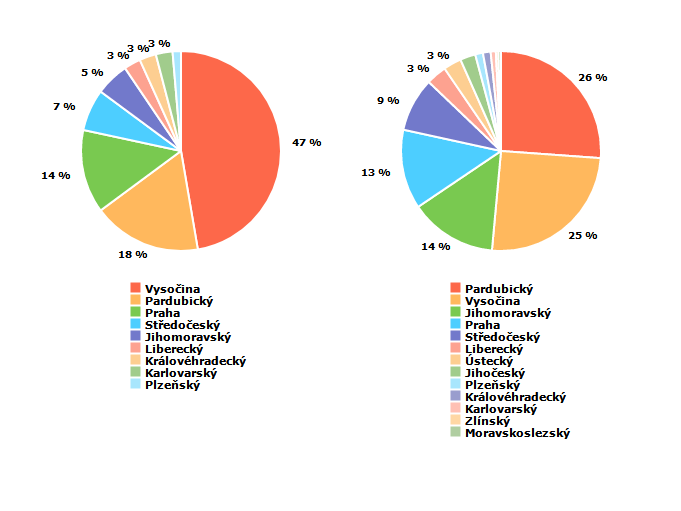 3 %
3 %
3 %
5 %
7 %
14 %
18 %
47 %
3 %
3 %
9 %
13 %
14 %
25 %
26 %
Vysočina
Pardubický
Praha
Středočeský
Jihomoravský
Liberecký
Královéhradecký
Karlovarský
Plzeňský
Pardubický
Vysočina
Jihomoravský
Praha
Středočeský
Liberecký
Ústecký
Jihočeský
Plzeňský
Královéhradecký
Karlovarský
Zlínský
Moravskoslezský